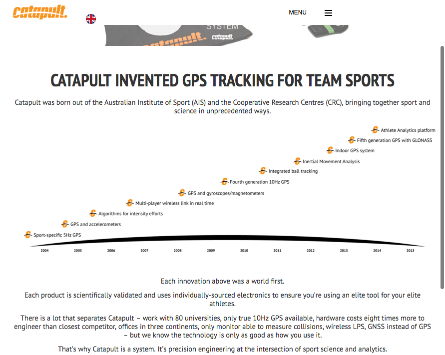 catapult.
MENU
SYSTEM
catapult.
catapult.
CATAPULT INVENTED GPS TRACKING FOR TEAM SPORTS
Catapult was born out of the Australian Institute of Sport (AIS) and the Cooperative Research Centres (CRC), bringing together sport and
science in unprecedented ways.
Athlete Analytics platform
Fifth generation GPS with GLONASS
Indoor GPS system
Inertial Movement Analysis
Integrated ball tracking
Fourth generation 10Hz GPS
GPS and gyroscopes/magnetometers
Multi-player wireless link in real time
Algorithms for intensity efforts
GPS and accelerometers
Sport-specific 5Hz GPS
2004 2005 2006 2007 2008 2009 2010 2011 2012 2013 2014 2015
Each innovation above was a world first.
Each product is scientifically validated and uses individually-sourced electronics to ensure you're using an elite tool for your elite
athletes.
There is a lot that separates Catapult – work with 80 universities, only true 10Hz GPS available, hardware costs eight times more to
engineer than closest competitor, offices in three continents, only monitor able to measure collisions, wireless LPS, GNSS instead of GPS
– but we know the technology is only as good as how you use it.
That's why Catapult is a system. It's precision engineering at the intersection of sport science and analytics.